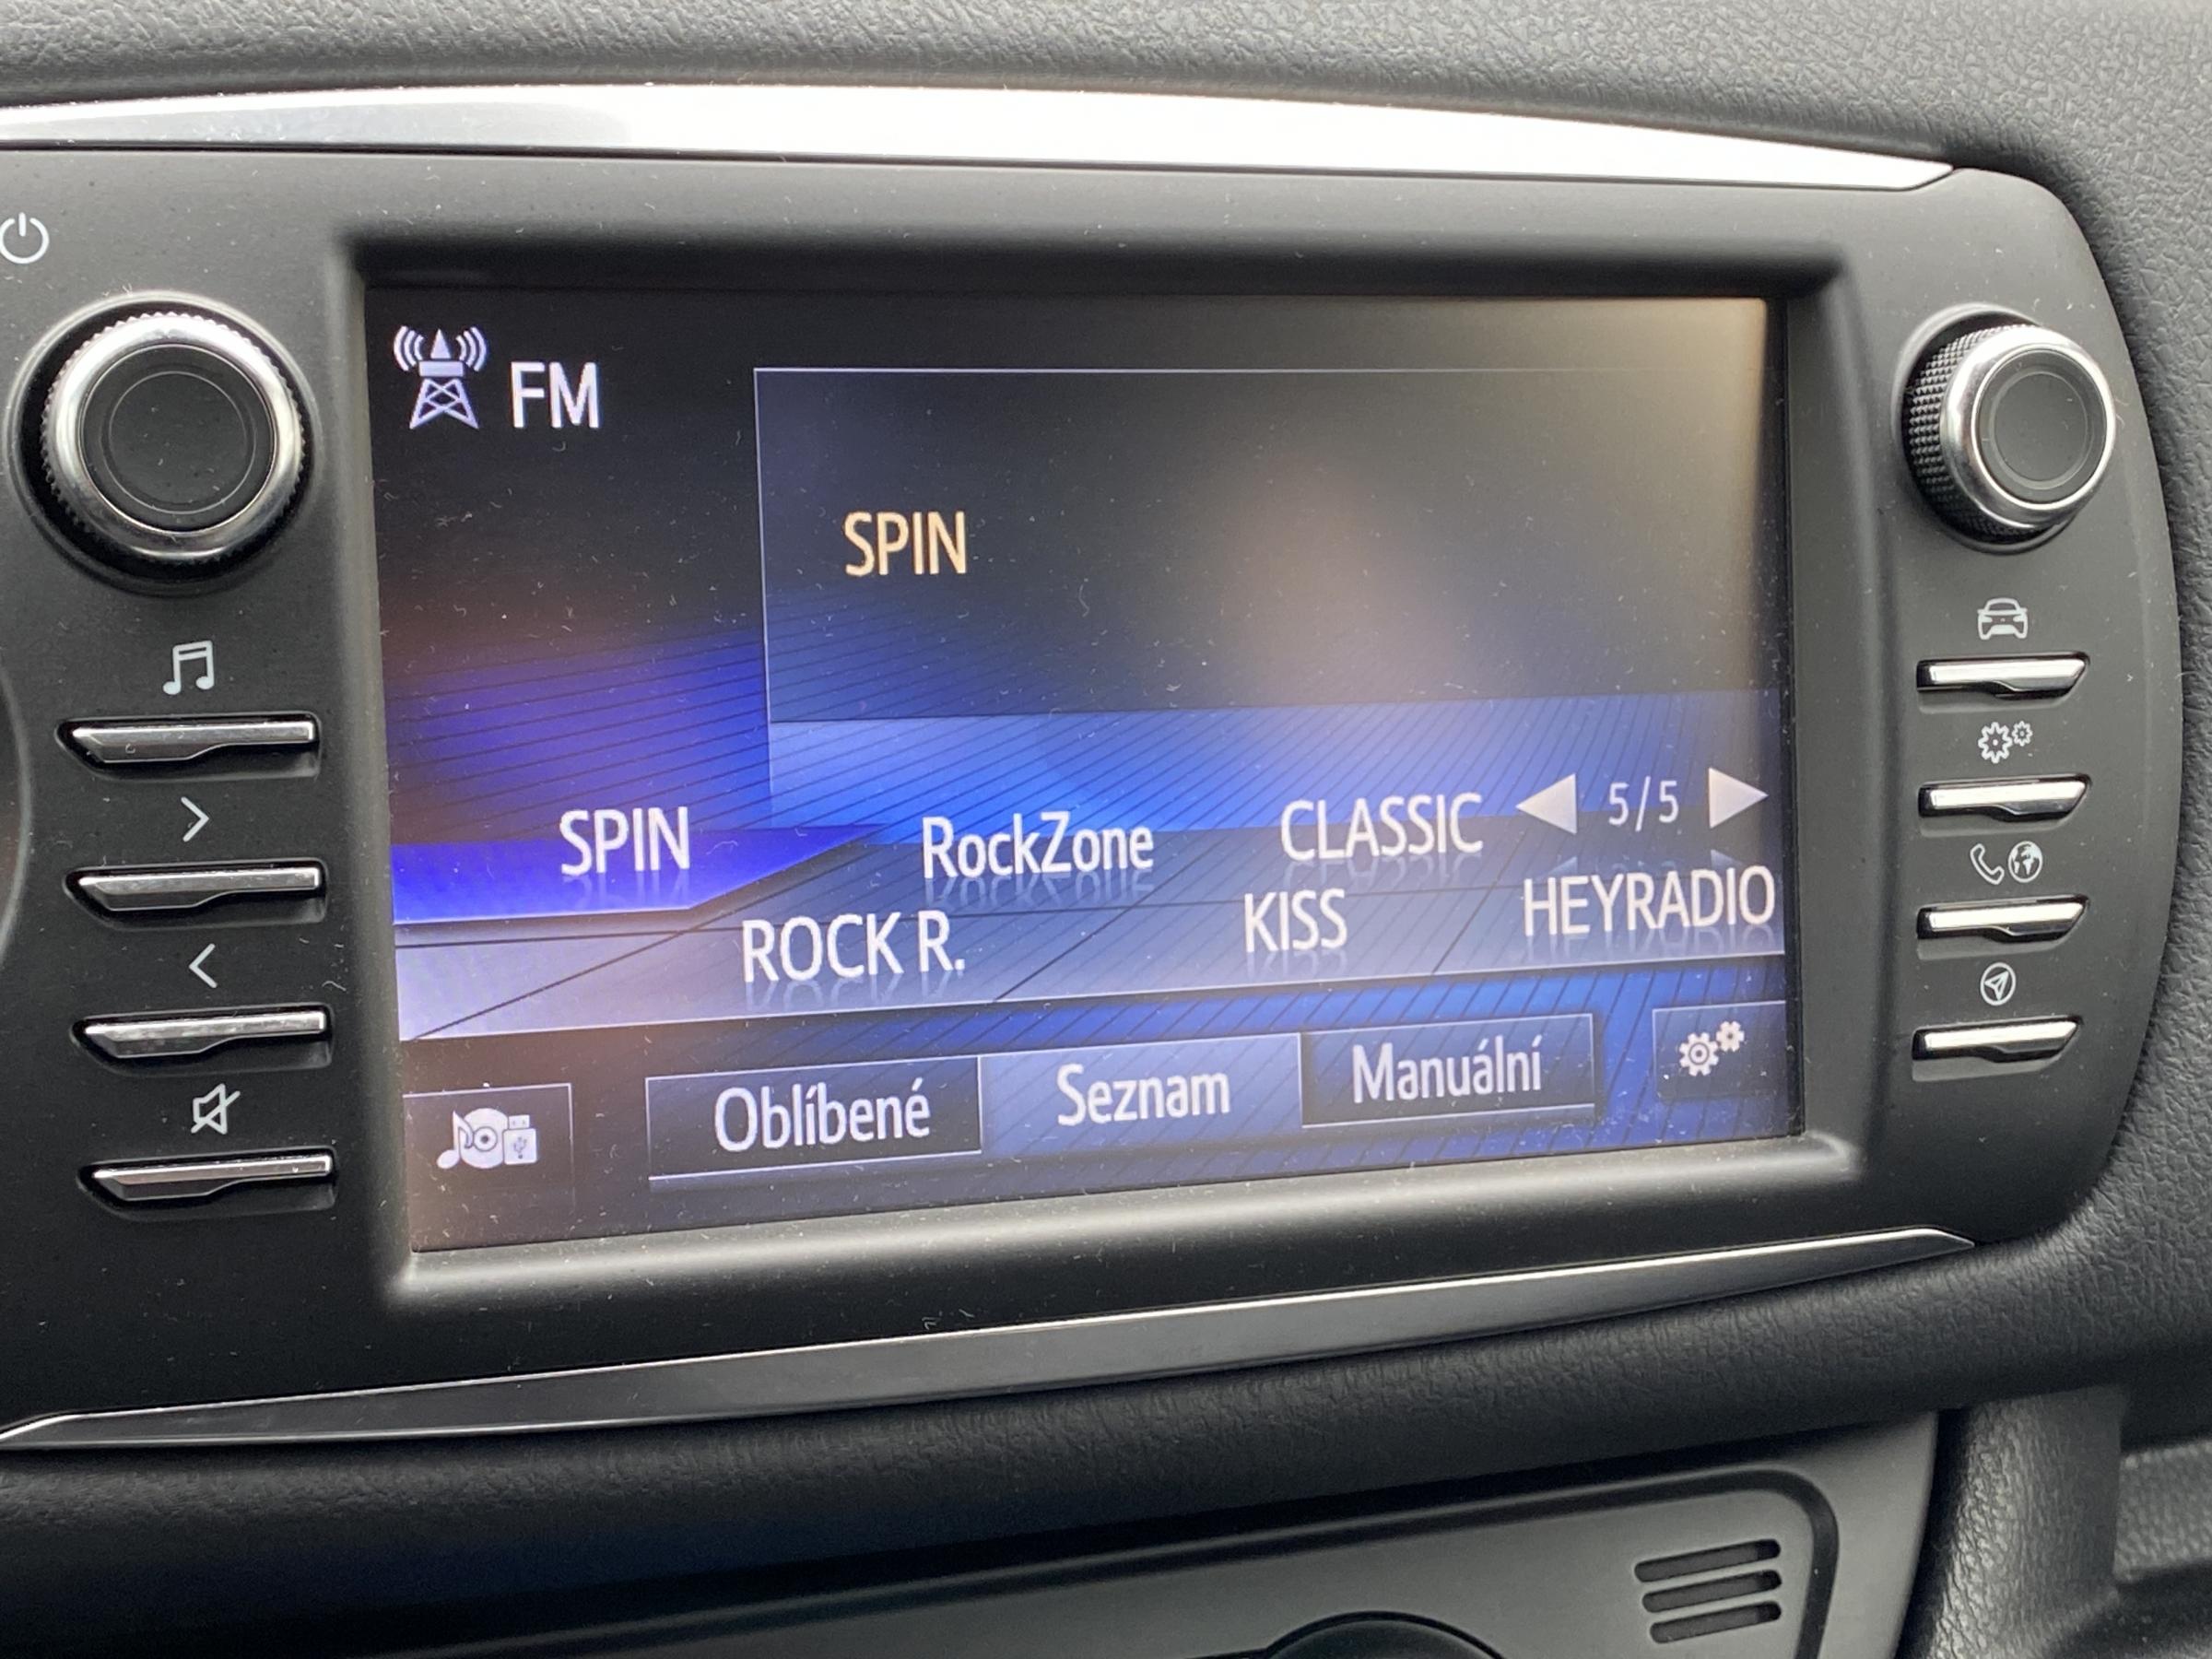 FM
SPIN
5/5
SPIN
RockZone
CLASSIC
ROCK R.
KISS
HEYRADIO
Oblíbené
Seznam
Manuální